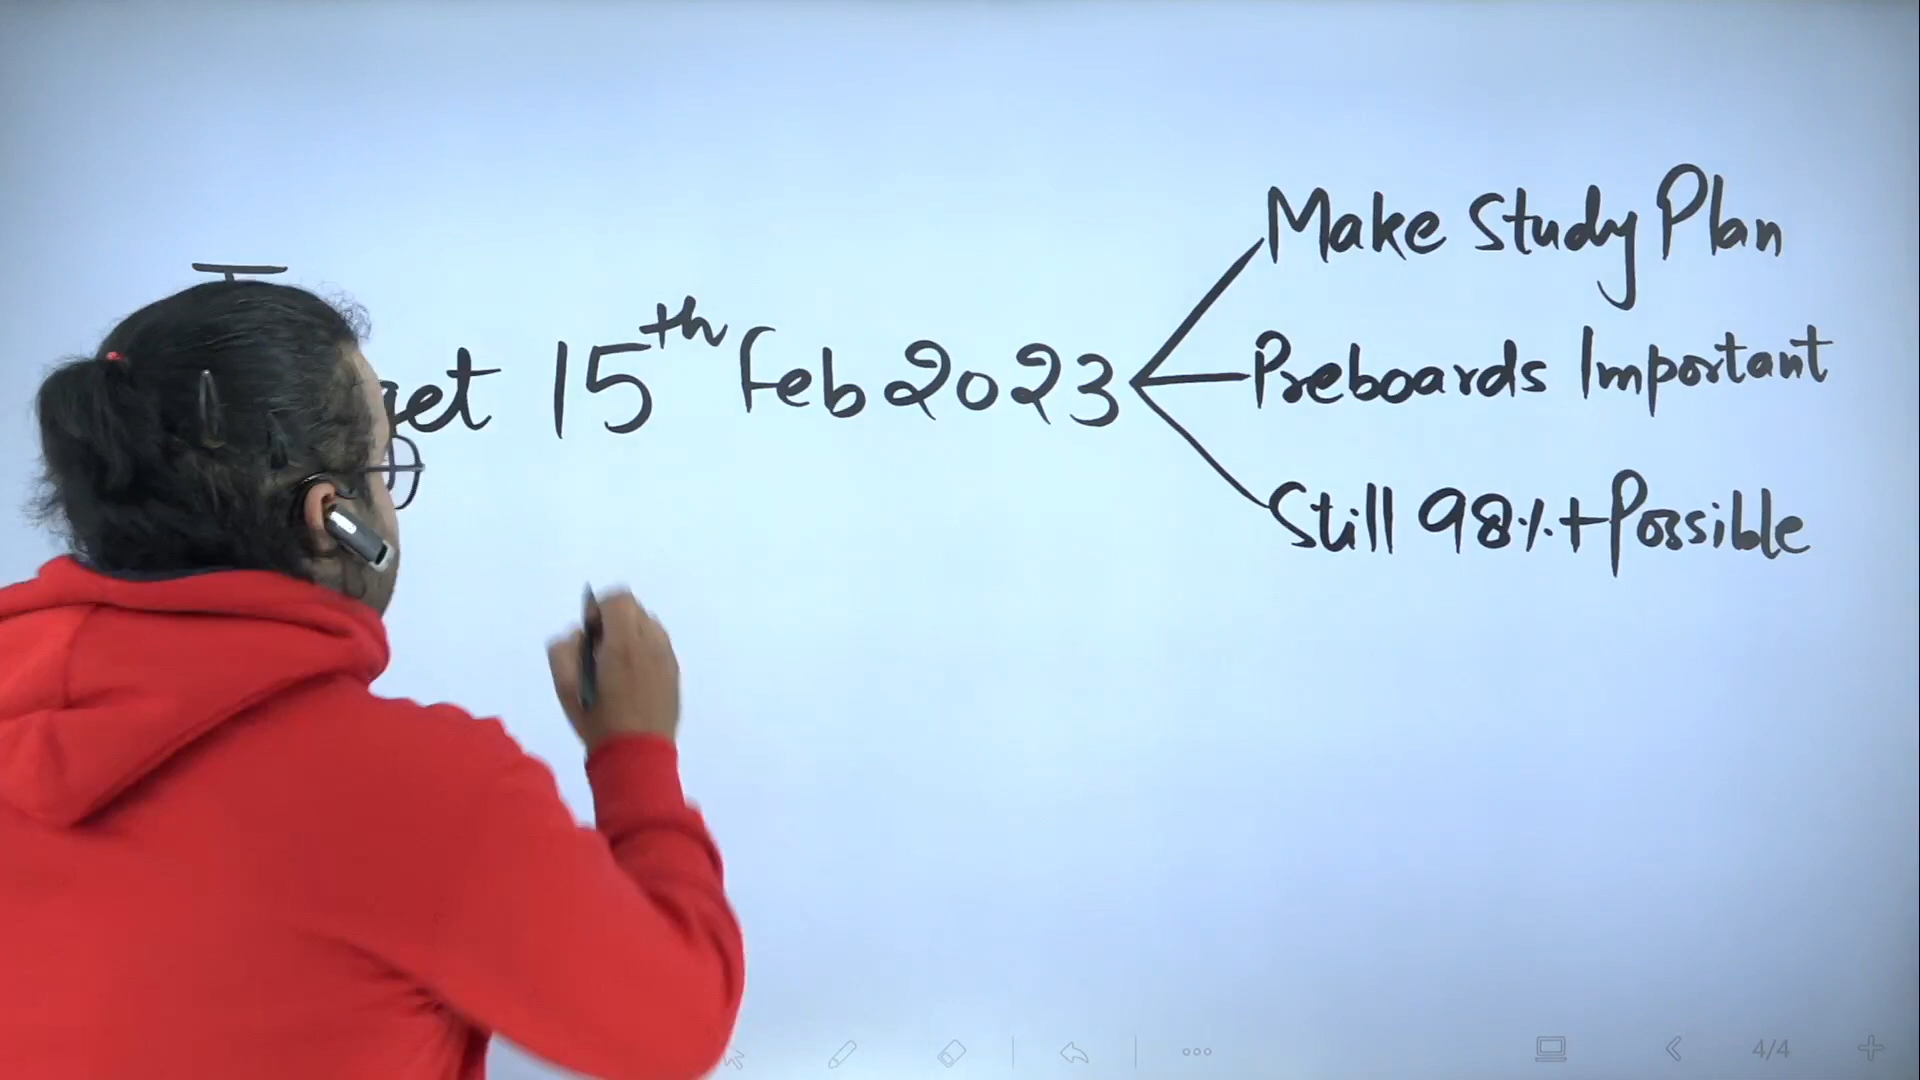 get 15th Feb 2023
Make Study Plan
Preboards Important
Still 98%+ Possible
4/4